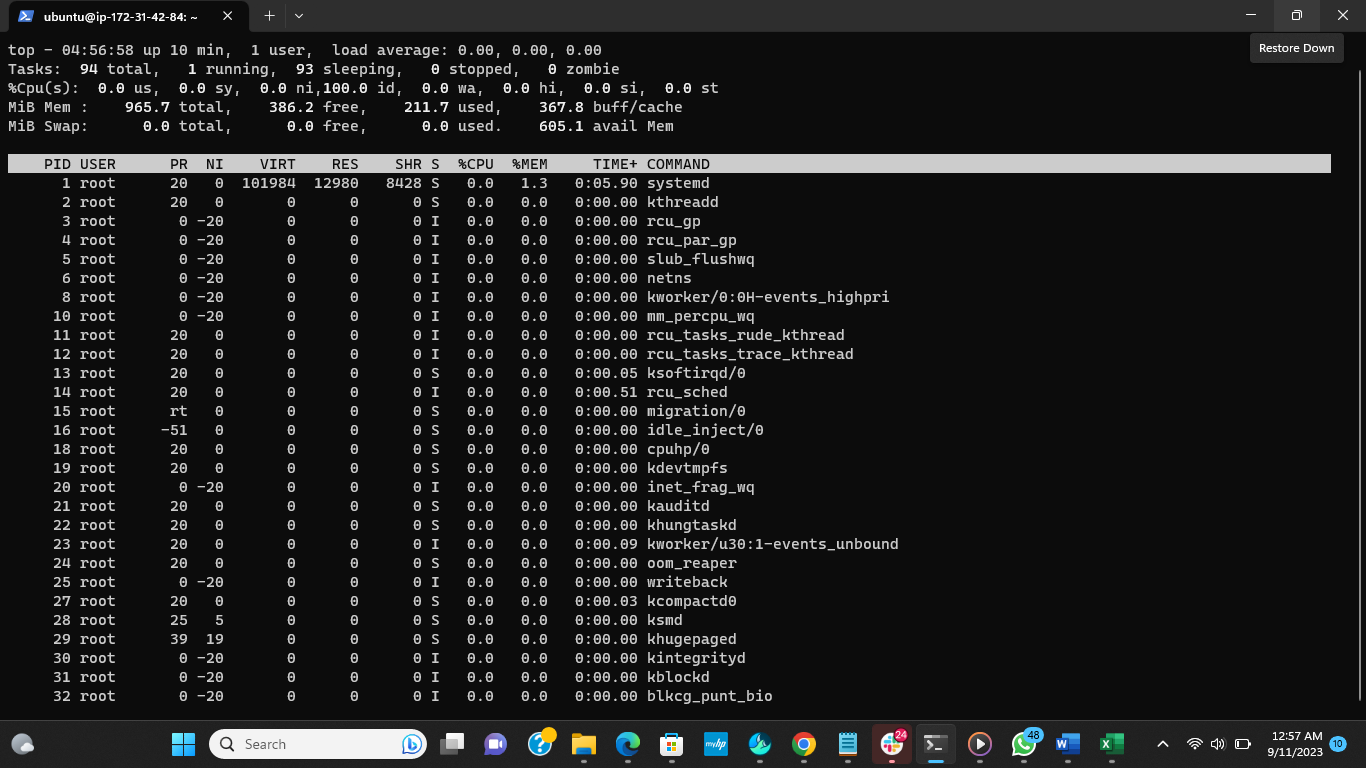 ubuntu@ip-172-31-42-84: ~
Restore Down
top - 04:56:58 up 10 min,  1 user,  load average: 0.00, 0.00, 0.00
Tasks:  94 total,   1 running,  93 sleeping,   0 stopped,   0 zombie
%Cpu(s):  0.0 us,  0.0 sy,  0.0 ni,100.0 id,  0.0 wa,  0.0 hi,  0.0 si,  0.0 st
MiB Mem :    965.7 total,    386.2 free,    211.7 used,    367.8 buff/cache
MiB Swap:      0.0 total,      0.0 free,      0.0 used.    605.1 avail Mem
PID USER      PR  NI    VIRT    RES    SHR S  %CPU  %MEM     TIME+ COMMAND
1 root      20   0  101984  12980   8428 S   0.0   1.3   0:05.90 systemd
2 root      20   0       0      0      0 S   0.0   0.0   0:00.00 kthreadd
3 root       0 -20       0      0      0 I   0.0   0.0   0:00.00 rcu_gp
4 root       0 -20       0      0      0 I   0.0   0.0   0:00.00 rcu_par_gp
5 root       0 -20       0      0      0 I   0.0   0.0   0:00.00 slub_flushwq
6 root       0 -20       0      0      0 I   0.0   0.0   0:00.00 netns
8 root       0 -20       0      0      0 I   0.0   0.0   0:00.00 kworker/0:0H-events_highpri
10 root       0 -20       0      0      0 I   0.0   0.0   0:00.00 mm_percpu_wq
11 root      20   0       0      0      0 I   0.0   0.0   0:00.00 rcu_tasks_rude_kthread
12 root      20   0       0      0      0 I   0.0   0.0   0:00.00 rcu_tasks_trace_kthread
13 root      20   0       0      0      0 S   0.0   0.0   0:00.05 ksoftirqd/0
14 root      20   0       0      0      0 I   0.0   0.0   0:00.51 rcu_sched
15 root      rt   0       0      0      0 S   0.0   0.0   0:00.00 migration/0
16 root     -51   0       0      0      0 S   0.0   0.0   0:00.00 idle_inject/0
18 root      20   0       0      0      0 S   0.0   0.0   0:00.00 cpuhp/0
19 root      20   0       0      0      0 S   0.0   0.0   0:00.00 kdevtmpfs
20 root       0 -20       0      0      0 I   0.0   0.0   0:00.00 inet_frag_wq
21 root      20   0       0      0      0 S   0.0   0.0   0:00.00 kauditd
22 root      20   0       0      0      0 S   0.0   0.0   0:00.00 khungtaskd
23 root      20   0       0      0      0 I   0.0   0.0   0:00.09 kworker/u30:1-events_unbound
24 root      20   0       0      0      0 S   0.0   0.0   0:00.00 oom_reaper
25 root       0 -20       0      0      0 I   0.0   0.0   0:00.00 writeback
27 root      20   0       0      0      0 S   0.0   0.0   0:00.03 kcompactd0
28 root      25   5       0      0      0 S   0.0   0.0   0:00.00 ksmd
29 root      39  19       0      0      0 S   0.0   0.0   0:00.00 khugepaged
30 root       0 -20       0      0      0 I   0.0   0.0   0:00.00 kintegrityd
31 root       0 -20       0      0      0 I   0.0   0.0   0:00.00 kblockd
32 root       0 -20       0      0      0 I   0.0   0.0   0:00.00 blkcg_punt_bio
Search
myhp
24
48
12:57 AM
9/11/2023
10